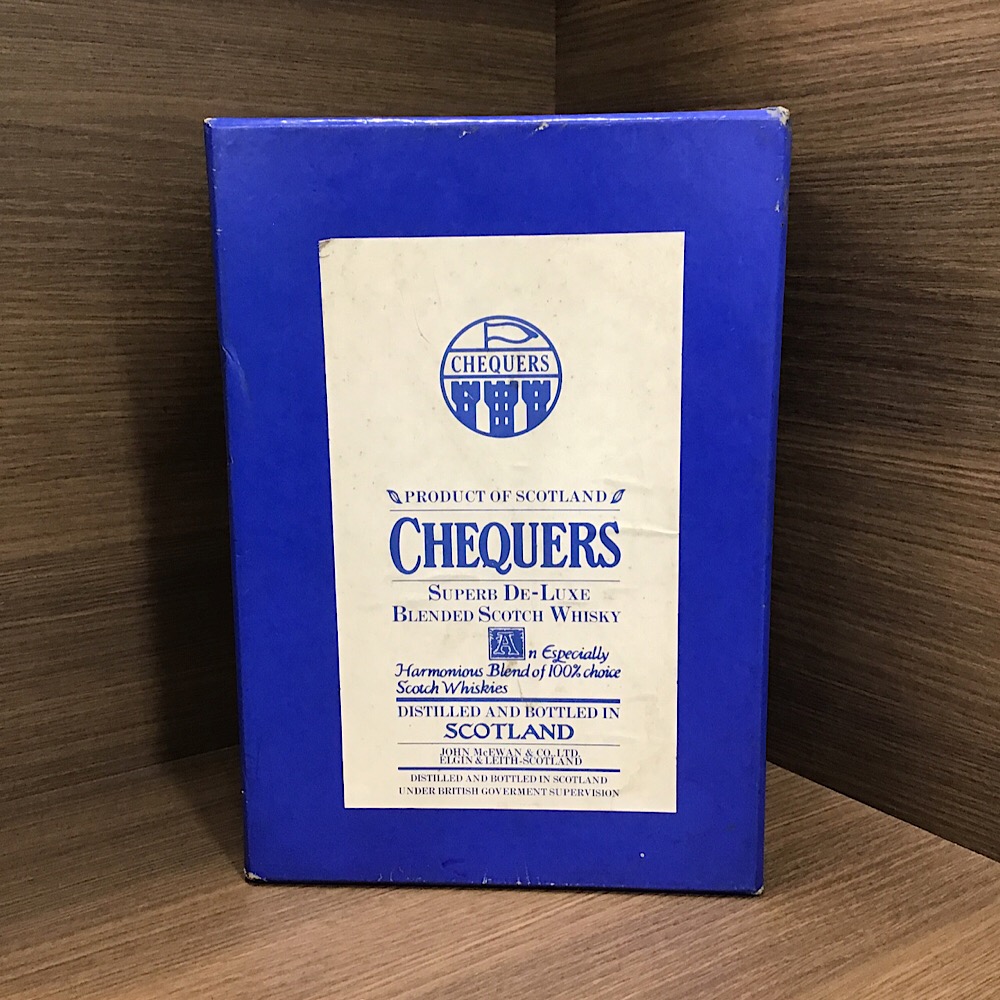 CHEQUERS
PRODUCT OF SCOTLAND
CHEQUERS
SUPERB DE-LUXE
BLENDED SCOTCH WHISKY
An Especially
Harmonious Blend of 100% choice
Scotch Whiskies
DISTILLED AND BOTTLED IN
SCOTLAND
JOHN McEWAN & CO., LTD.
ELGIN & LEITH-SCOTLAND
DISTILLED AND BOTTLED IN SCOTLAND
UNDER BRITISH GOVERMENT SUPERVISION